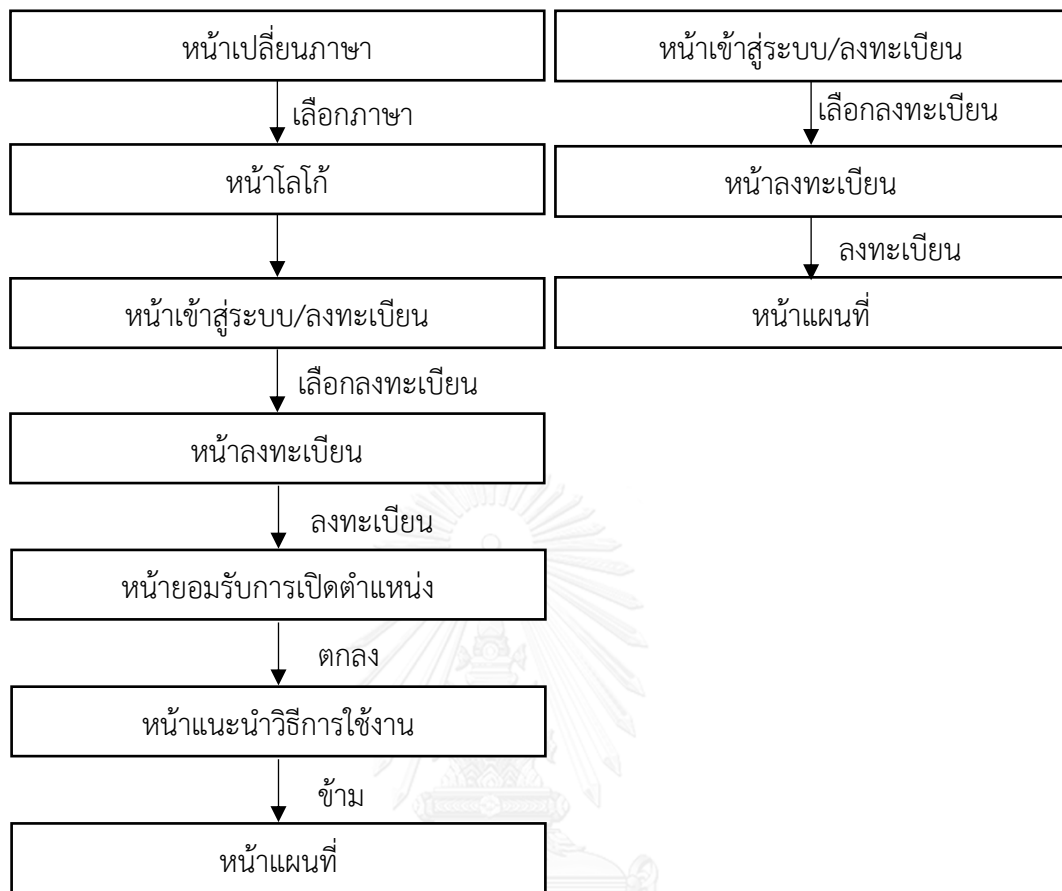 หน้าเปลี่ยนภาษา
เลือกภาษา
หน้าโลโก้
หน้าเข้าสู่ระบบ/ลงทะเบียน
เลือกลงทะเบียน
หน้าลงทะเบียน
ลงทะเบียน
หน้ายอมรับการเปิดตำแหน่ง
ตกลง
หน้าแนะนำวิธีการใช้งาน
ข้าม
หน้าแผนที่
หน้าเข้าสู่ระบบ/ลงทะเบียน
เลือกลงทะเบียน
หน้าลงทะเบียน
ลงทะเบียน
หน้าแผนที่